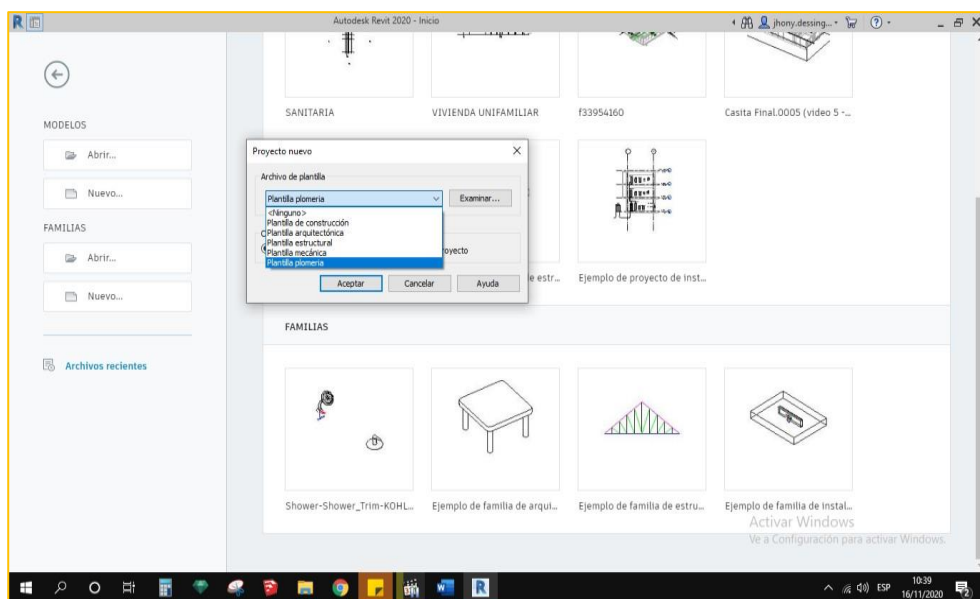 Autodesk Revit 2020 - Inicio
jhony.dessing...
MODELOS
Abrir...
Nuevo...
FAMILIAS
Abrir...
Nuevo...
Archivos recientes
SANITARIA
VIVIENDA UNIFAMILIAR
f33954160
Casita Final.0005 (video 5 -...
Proyecto nuevo
Archivo de plantilla
Plantilla plomeria
Examinar...
<Ninguno>
Plantilla de construcción
Plantilla arquitectónica
Plantilla estructural
Plantilla mecánica
Plantilla plomeria
royecto
Aceptar
Cancelar
Ayuda
e estr...
Ejemplo de proyecto de inst...
FAMILIAS
Shower-Shower_Trim-KOHL...
Ejemplo de familia de arqui...
Ejemplo de familia de estru...
Ejemplo de familia de instal...
Activar Windows
Ve a Configuración para activar Windows.
ESP
10:39
16/11/2020